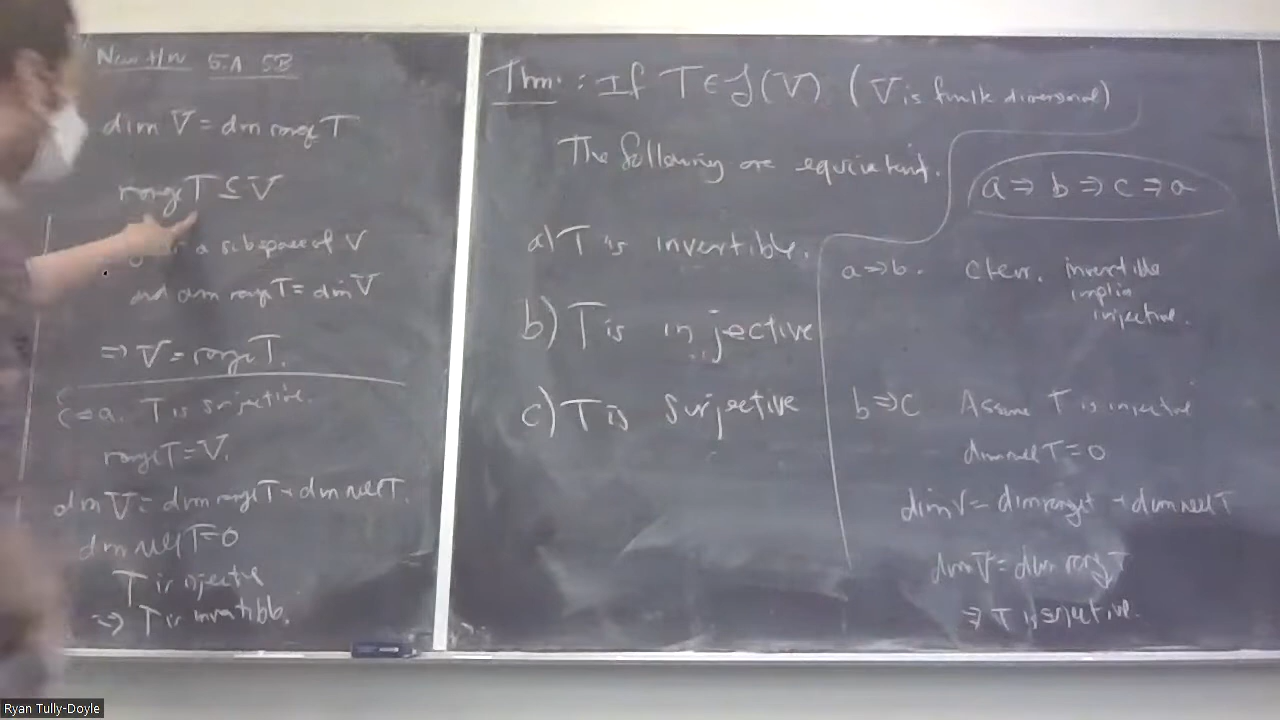 New HW 5A 5B
dim V = dm range T
range T ⊆ V
is a subspace of V
and dim range T = dim V
⇒ V = range T.
c ⇒ a. T is surjective.
range T = V.
dim V = dim range T + dim null T.
dim null T = 0
T is injective
⇒ T is invertible.
Thm. : If T ∈ L(V) (V is finite dimensional)
The following are equivalent.
a ⇒ b ⇒ c ⇒ a
a) T is invertible.
b) T is injective
c) T is surjective
a ⇒ b. Clear. invertible
implies
injective.
b ⇒ c Assume T is injective
dim null T = 0
dim V = dim range T + dim null T
dim V = dim range T
⇒ T is surjective.
Ryan Tully-Doyle